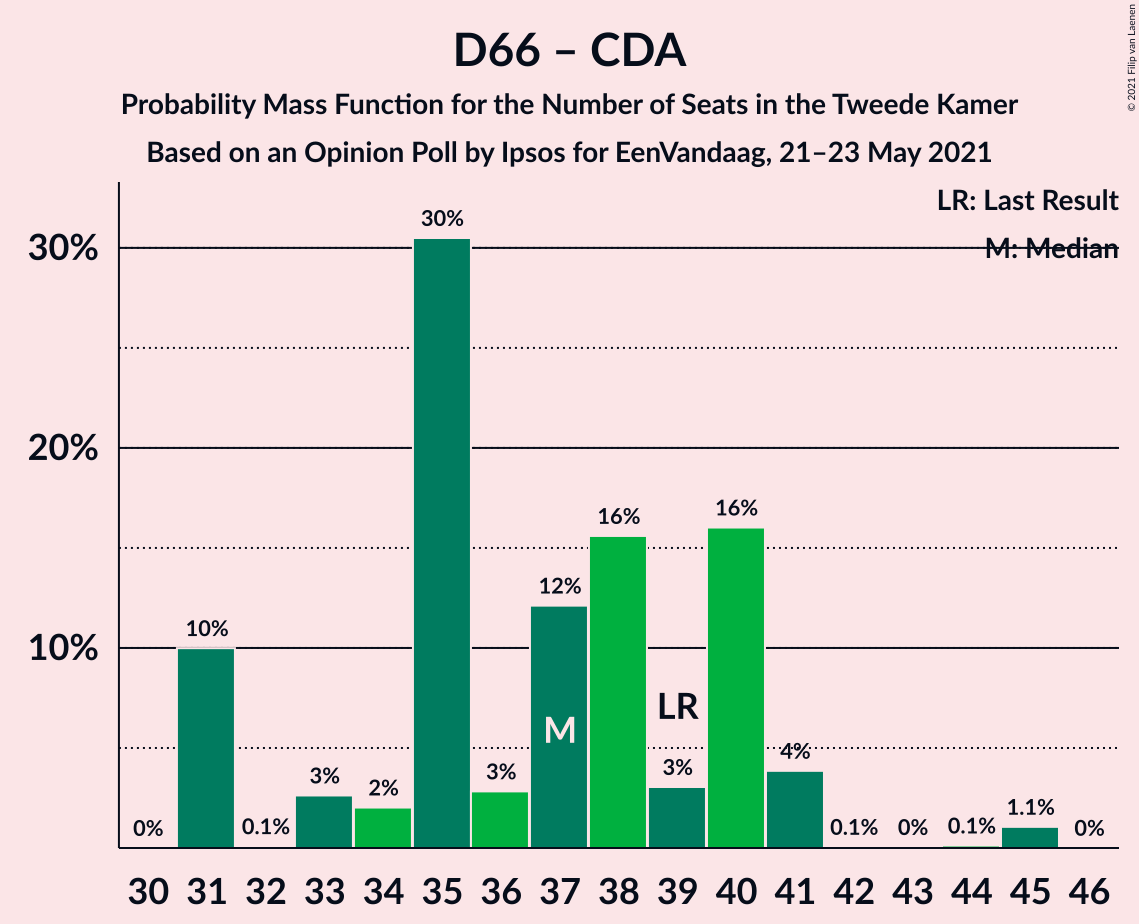 D66 – CDA
Probability Mass Function for the Number of Seats in the Tweede Kamer
Based on an Opinion Poll by Ipsos for EenVandaag, 21–23 May 2021
© 2021 Filip van Laenen
LR: Last Result
M: Median
30%
20%
10%
0%
10%
0.1%
3%
2%
30%
3%
12%
16%
3%
16%
4%
0.1%
0%
0.1%
1.1%
0%
M
LR
30 31 32 33 34 35 36 37 38 39 40 41 42 43 44 45 46